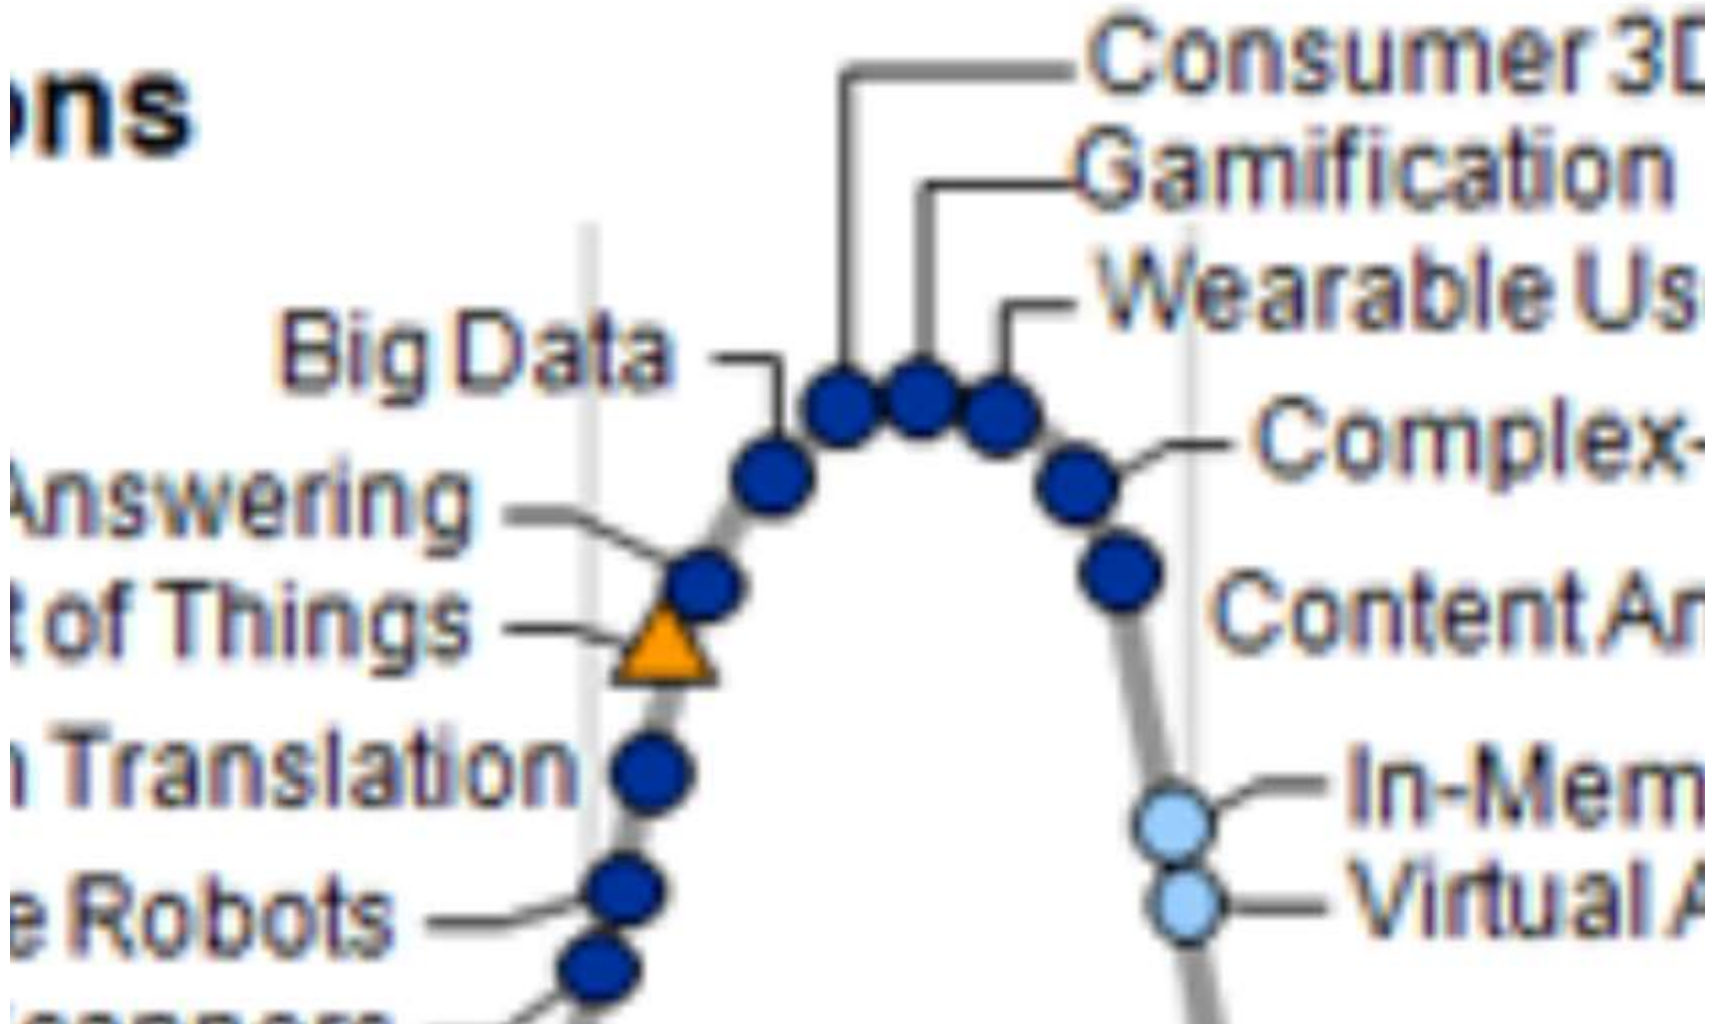 ons
Consumer 3D
Gamification
Wearable Us
Big Data
Complex-
Answering
t of Things
Content An
n Translation
In-Mem
e Robots
Virtual A
canners